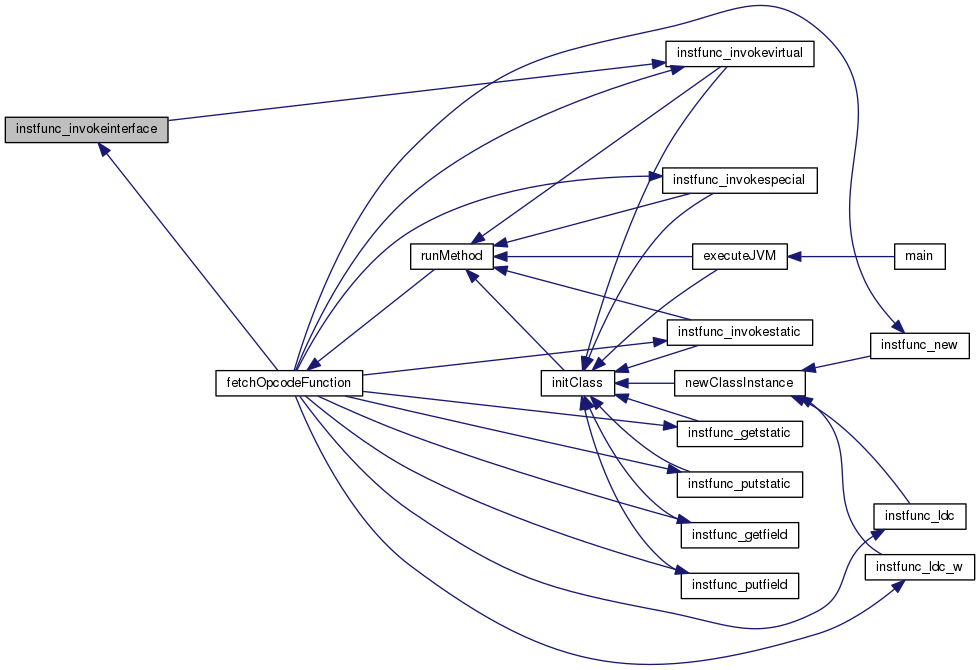 instfunc_invokevirtual
instfunc_invokeinterface
instfunc_invokespecial
runMethod
executeJVM
main
instfunc_invokestatic
instfunc_new
fetchOpcodeFunction
initClass
newClassInstance
instfunc_getstatic
instfunc_putstatic
instfunc_ldc
instfunc_getfield
instfunc_ldc_w
instfunc_putfield